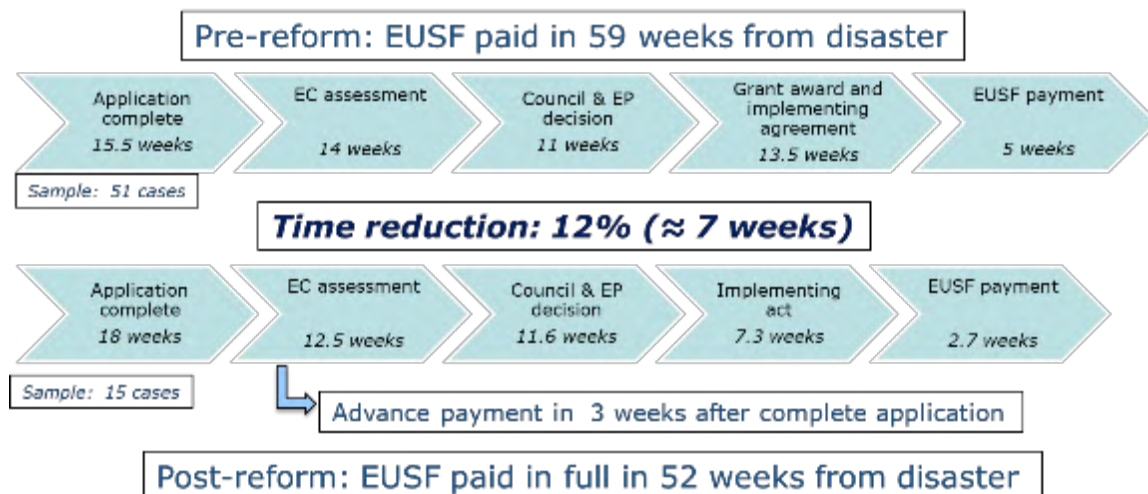 Pre-reform: EUSF paid in 59 weeks from disaster
Application
complete
15.5 weeks
EC assessment
14 weeks
Council & EP
decision
11 weeks
Grant award and
implementing
agreement
13.5 weeks
EUSF payment
5 weeks
Sample: 51 cases
Time reduction: 12% (≈ 7 weeks)
Application
complete
18 weeks
EC assessment
12.5 weeks
Council & EP
decision
11.6 weeks
Implementing
act
7.3 weeks
EUSF payment
2.7 weeks
Sample: 15 cases
Advance payment in 3 weeks after complete application
Post-reform: EUSF paid in full in 52 weeks from disaster